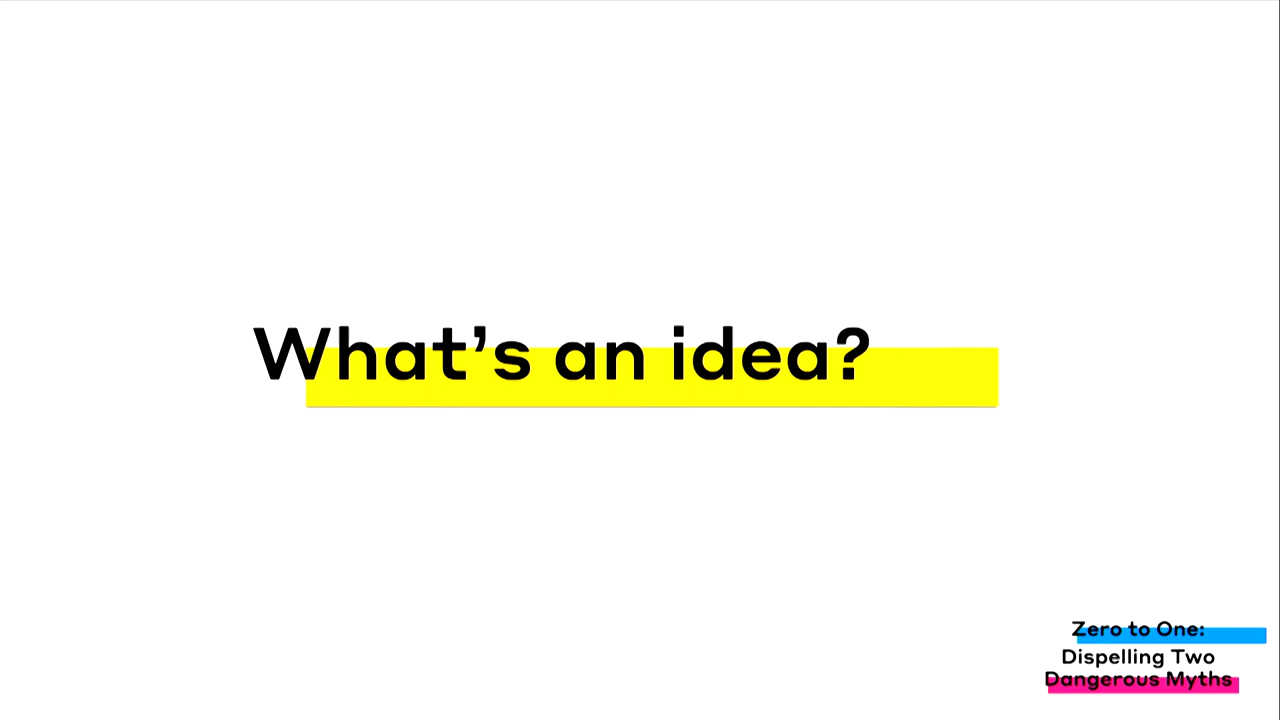 What’s an idea?
Zero to One:
Dispelling Two
Dangerous Myths